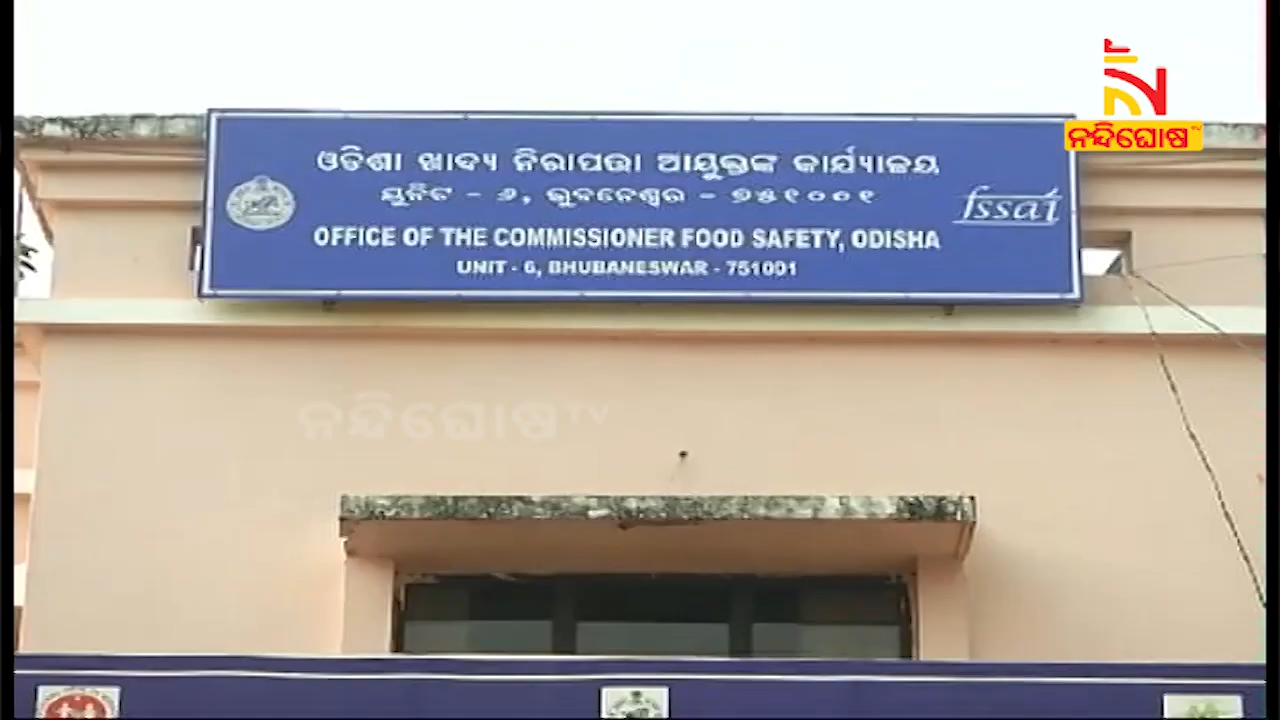 ଓଡିଶା ଖାଦ୍ୟ ନିରାପତ୍ତା ଆୟୁକ୍ତଙ୍କ କାର୍ଯ୍ୟାଳୟ
ୟୁନିଟ - ୬, ଭୁବନେଶ୍ୱର - ୭୫୧୦୦୧
fssai
OFFICE OF THE COMMISSIONER FOOD SAFETY, ODISHA
UNIT - 6, BHUBANESWAR - 751001
ନନ୍ଦିଘୋଷ TV
ନନ୍ଦିଘୋଷ TV